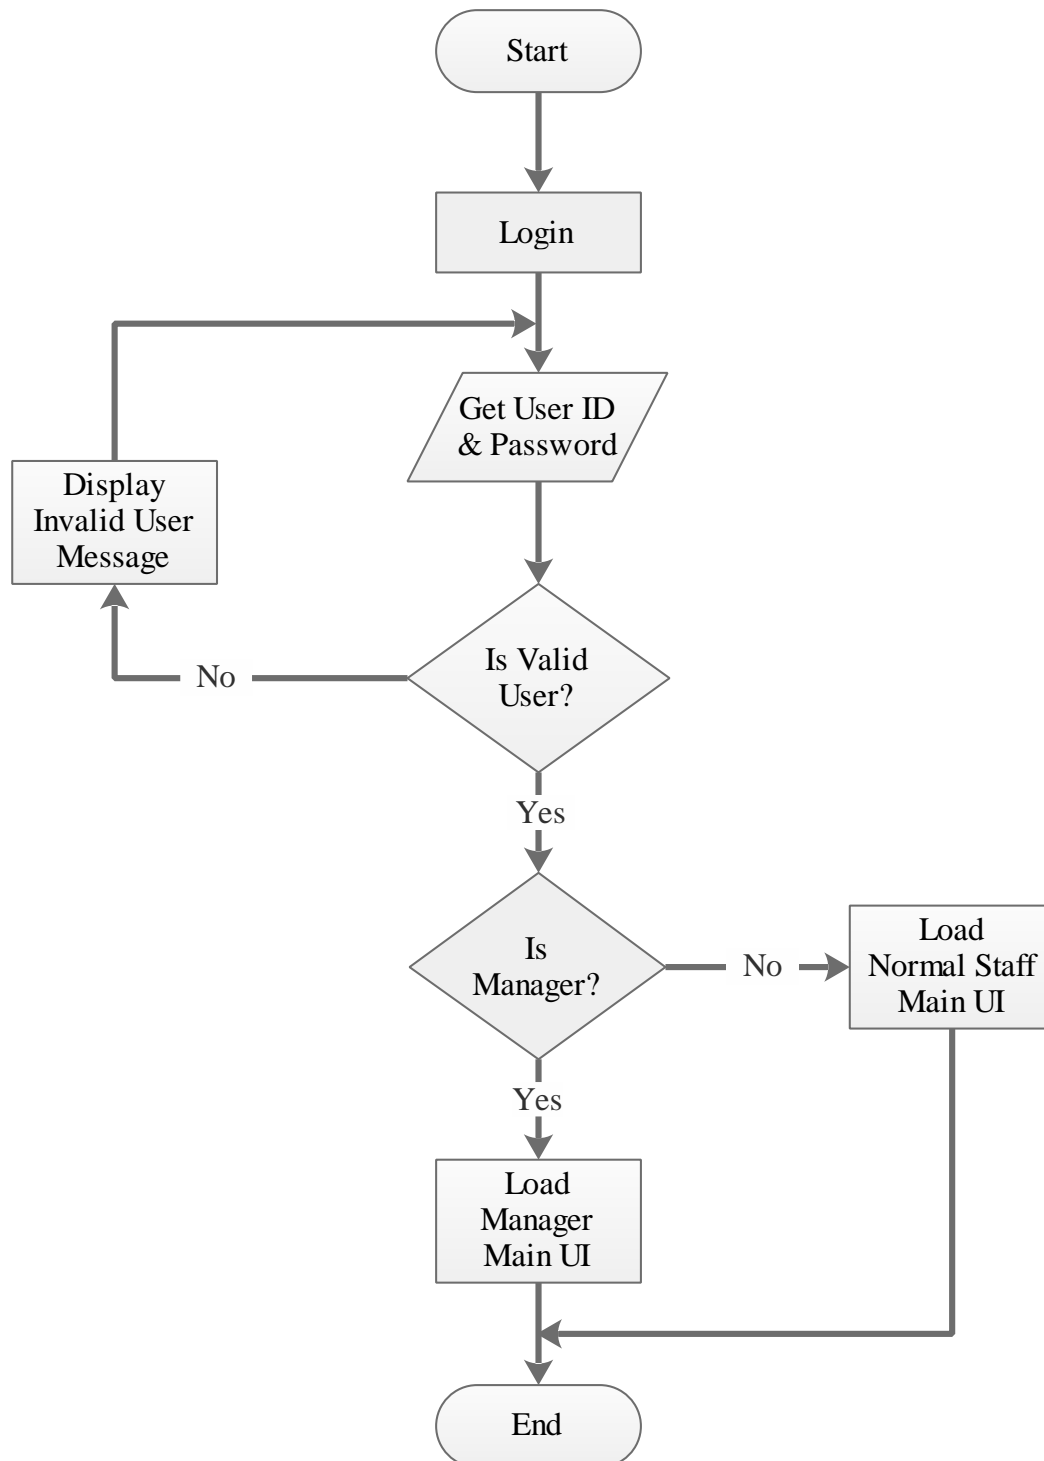 Start
Login
Get User ID
& Password
Display
Invalid User
Message
Is Valid
User?
No
Yes
Is
Manager?
No
Load
Normal Staff
Main UI
Yes
Load
Manager
Main UI
End